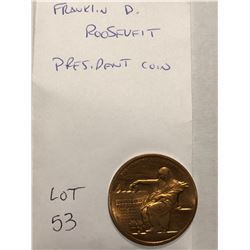 FRANKLIN D.
ROOSEVELT
PRESIDENT COIN
LOT
53